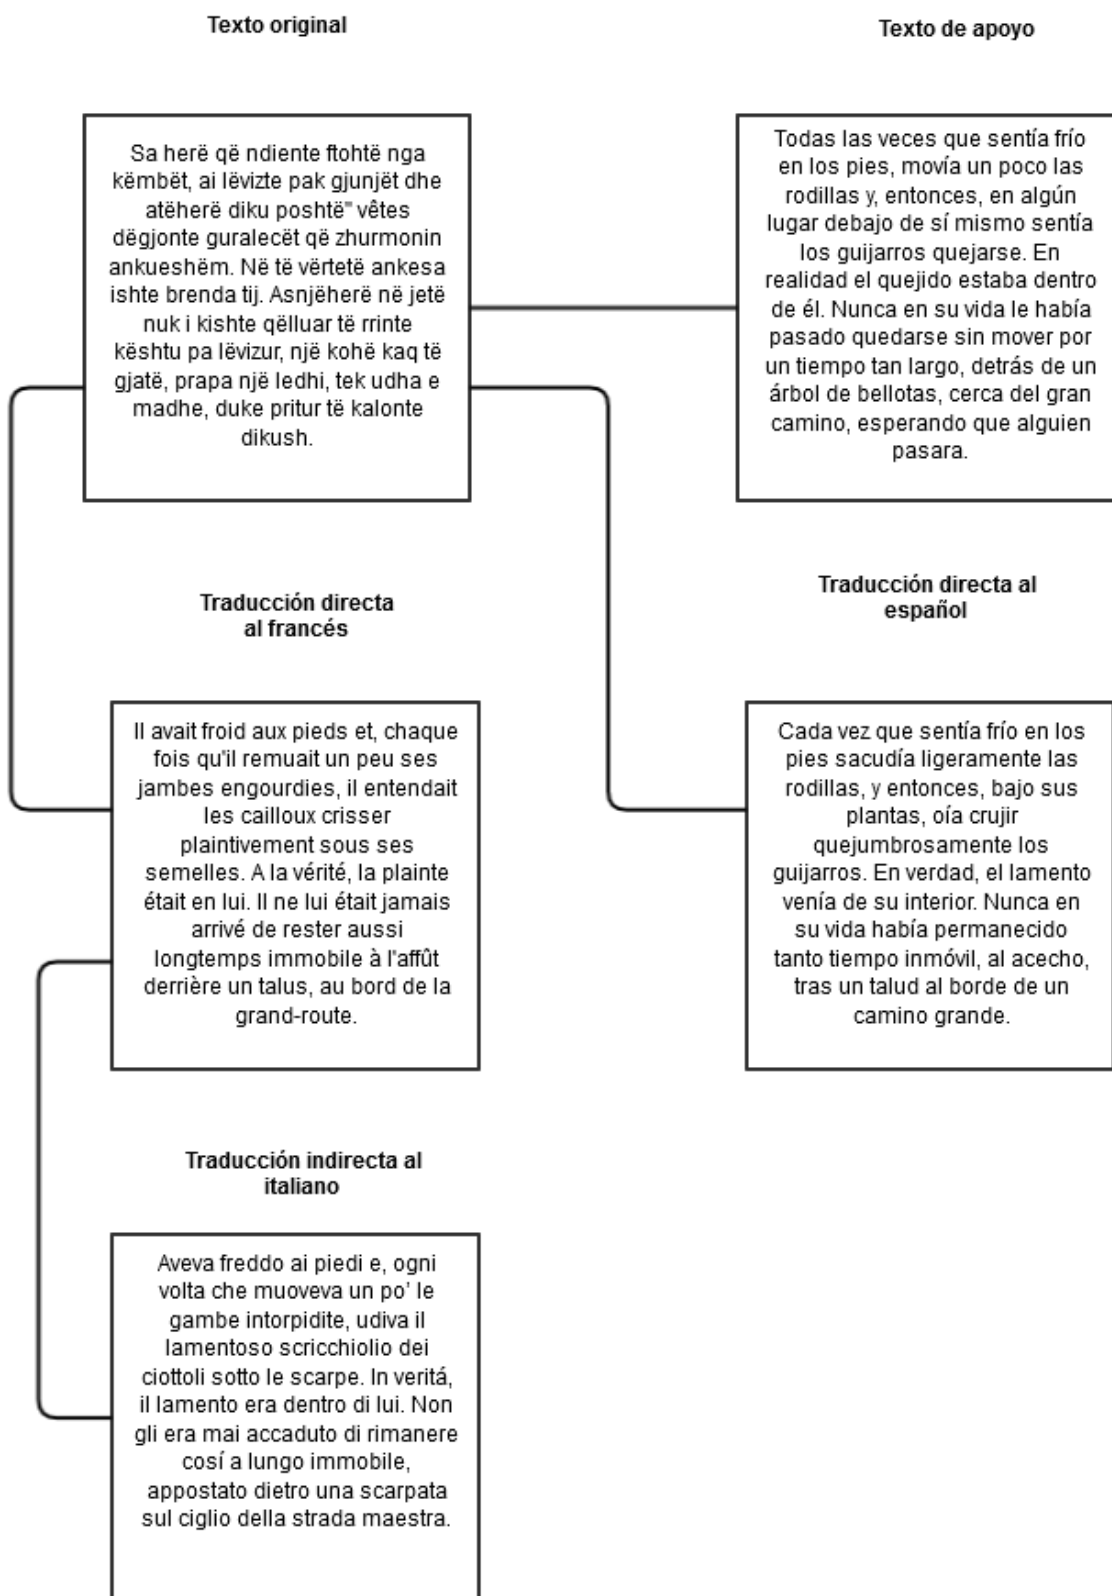 Texto original
Sa herë që ndiente ftohtë nga
këmbët, ai lëvizte pak gjunjët dhe
atëherë diku poshtë" vêtes
dëgjonte guralecët që zhurmonin
ankueshëm. Në të vërtetë ankesa
ishte brenda tij. Asnjëherë në jetë
nuk i kishte qëlluar të rrinte
kështu pa lëvizur, një kohë kaq të
gjatë, prapa një ledhi, tek udha e
madhe, duke pritur të kalonte
dikush.
Texto de apoyo
Todas las veces que sentía frío
en los pies, movía un poco las
rodillas y, entonces, en algún
lugar debajo de sí mismo sentía
los guijarros quejarse. En
realidad el quejido estaba dentro
de él. Nunca en su vida le había
pasado quedarse sin mover por
un tiempo tan largo, detrás de un
árbol de bellotas, cerca del gran
camino, esperando que alguien
pasara.
Traducción directa
al francés
Il avait froid aux pieds et, chaque
fois qu'il remuait un peu ses
jambes engourdies, il entendait
les cailloux crisser
plaintivement sous ses
semelles. A la vérité, la plainte
était en lui. Il ne lui était jamais
arrivé de rester aussi
longtemps immobile à l'affût
derrière un talus, au bord de la
grand-route.
Traducción directa al
español
Cada vez que sentía frío en los
pies sacudía ligeramente las
rodillas, y entonces, bajo sus
plantas, oía crujir
quejumbrosamente los
guijarros. En verdad, el lamento
venía de su interior. Nunca en
su vida había permanecido
tanto tiempo inmóvil, al acecho,
tras un talud al borde de un
camino grande.
Traducción indirecta al
italiano
Aveva freddo ai piedi e, ogni
volta che muoveva un po' le
gambe intorpidite, udiva il
lamentoso scricchiolio dei
ciottoli sotto le scarpe. In veritá,
il lamento era dentro di lui. Non
gli era mai accaduto di rimanere
cosí a lungo immobile,
appostato dietro una scarpata
sul ciglio della strada maestra.